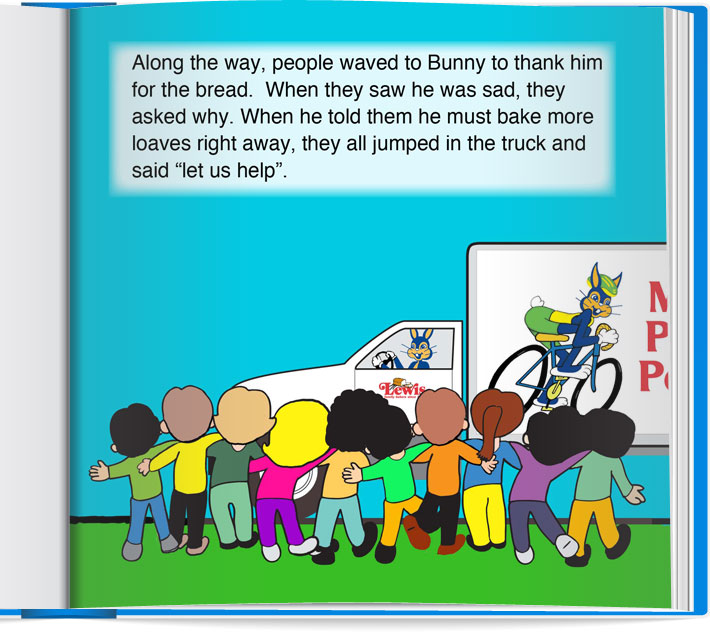 Along the way, people waved to Bunny to thank him
for the bread.  When they saw he was sad, they
asked why. When he told them he must bake more
loaves right away, they all jumped in the truck and
said “let us help”.
M
P
Po
Lewis